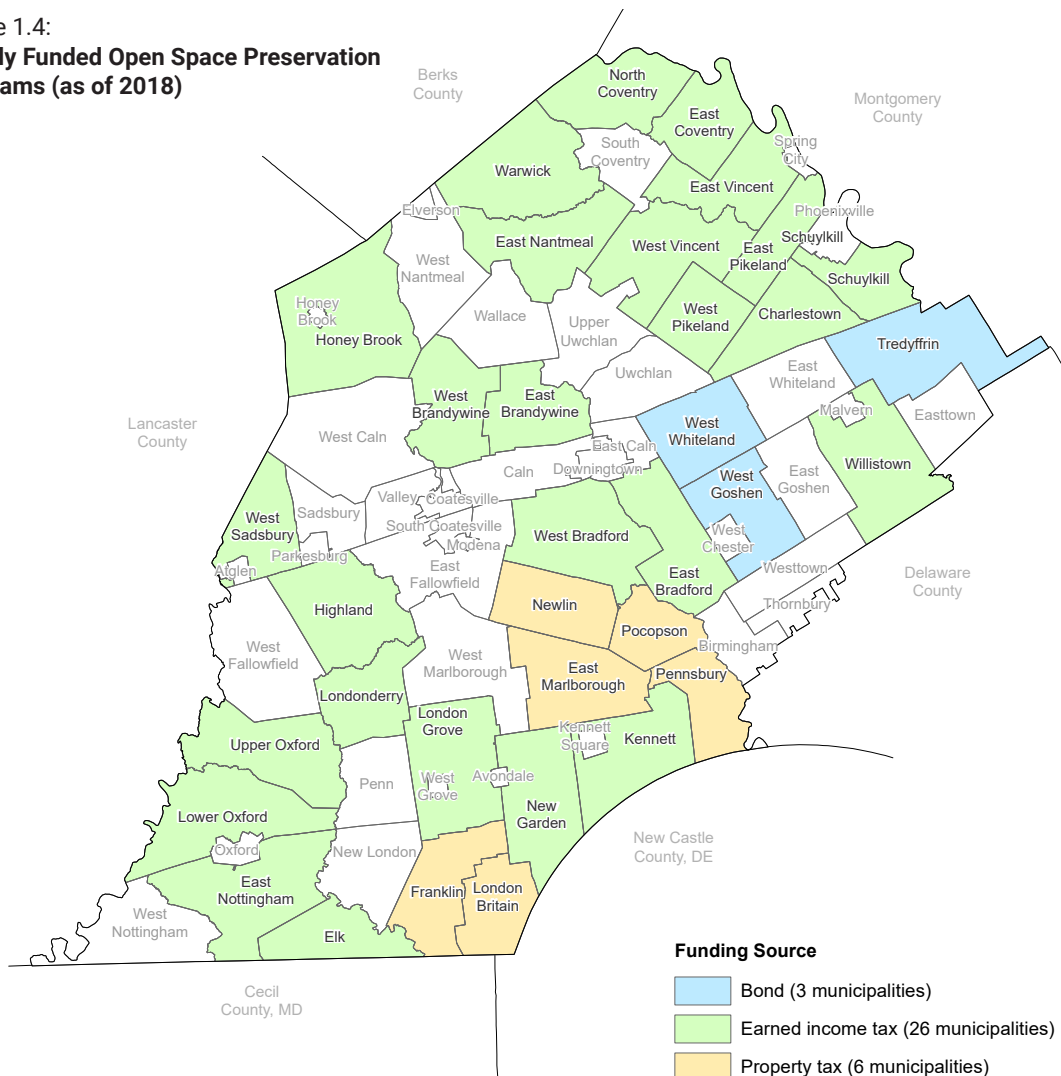 e 1.4:
ly Funded Open Space Preservation
ams (as of 2018)
Berks
County
Montgomery
County
North
Coventry
East
Coventry
South
Coventry
Spring
City
Warwick
East Vincent
Elverson
Phoenixville
East Nantmeal
West Vincent
East
Pikeland
Schuylkill
West
Nantmeal
Schuylkill
Honey
Brook
Honey Brook
Wallace
Upper
Uwchlan
West
Pikeland
Charlestown
Tredyffrin
Uwchlan
East
Whiteland
West
Brandywine
East
Brandywine
Malvern
Easttown
Lancaster
County
West Caln
West
Whiteland
East Caln
Downingtown
Caln
Willistown
West
Goshen
East
Goshen
Valley
Coatesville
Sadsbury
West
Sadsbury
South Coatesville
Modena
West Bradford
West
Chester
Parkesburg
Atglen
East
Fallowfield
East
Bradford
Westtown
Delaware
County
Thornbury
Highland
Newlin
Pocopson
Birmingham
West
Fallowfield
West
Marlborough
East
Marlborough
Pennsbury
Londonderry
London
Grove
Kennett
Square
Kennett
Upper Oxford
Penn
West
Grove
Avondale
New
Garden
Lower Oxford
New Castle
County, DE
Oxford
New London
East
Nottingham
Franklin
London
Britain
West
Nottingham
Elk
Cecil
County, MD
Funding Source
Bond (3 municipalities)
Earned income tax (26 municipalities)
Property tax (6 municipalities)